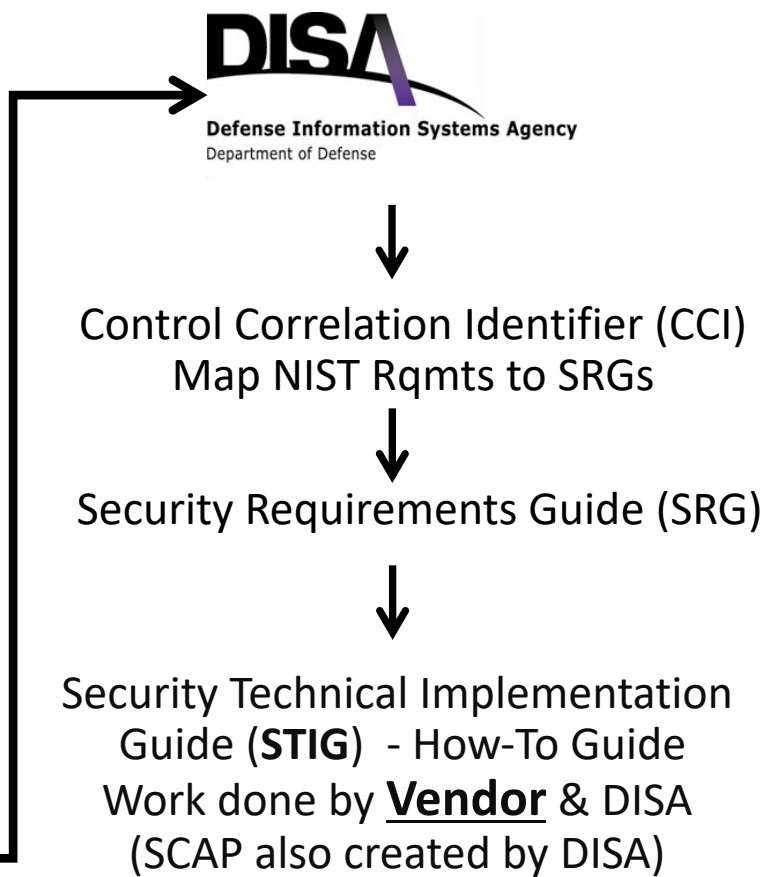 DISA
Defense Information Systems Agency
Department of Defense
Control Correlation Identifier (CCI)
Map NIST Rqmts to SRGs
Security Requirements Guide (SRG)
Security Technical Implementation
Guide (STIG) - How-To Guide
Work done by Vendor & DISA
(SCAP also created by DISA)